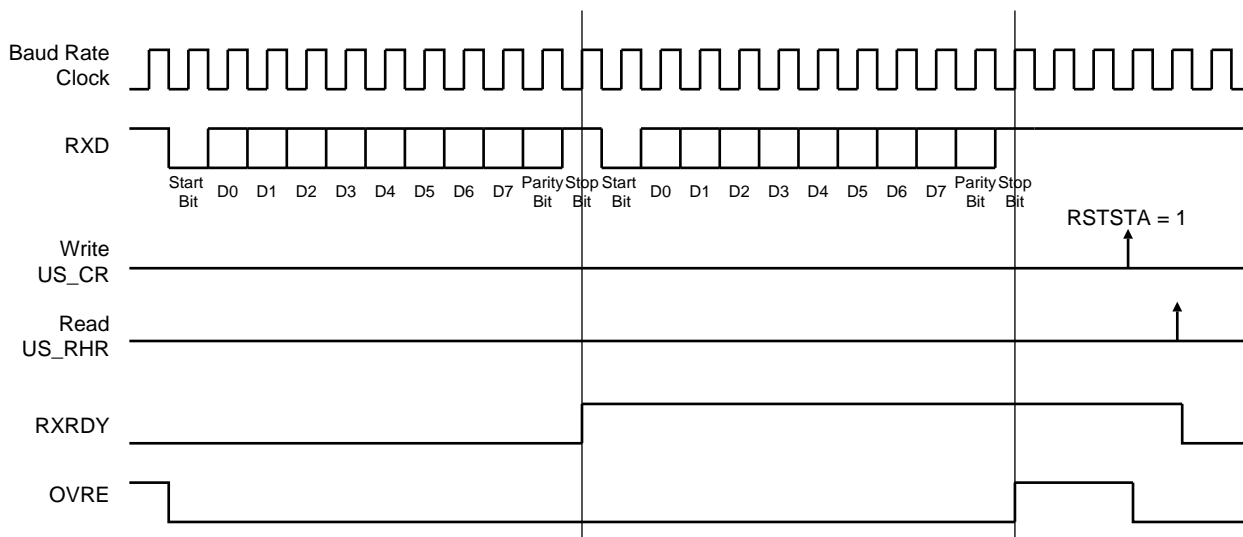 Baud Rate
Clock
RXD
Start
Bit
D0 D1 D2 D3 D4 D5 D6 D7
Parity
Bit
Stop
Bit
Start
Bit
D0 D1 D2 D3 D4 D5 D6 D7
Parity
Bit
Stop
Bit
RSTSTA = 1
Write
US_CR
Read
US_RHR
RXRDY
OVRE